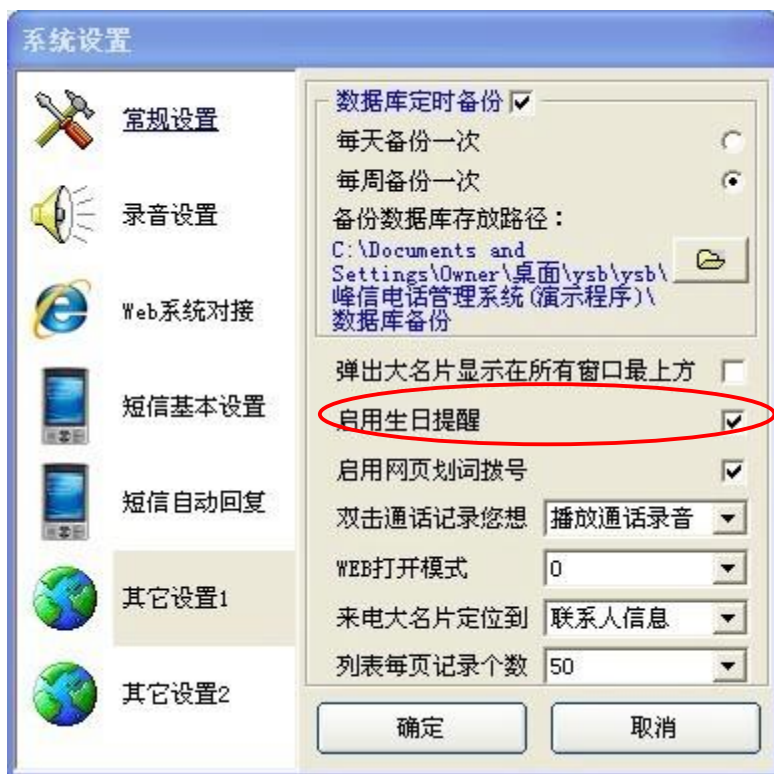 系统设置
常规设置
录音设置
Web系统对接
短信基本设置
短信自动回复
其它设置1
其它设置2
数据库定时备份
每天备份一次
每周备份一次
备份数据库存放路径：
C:\Documents and
Settings\Owner\桌面\ysb\ysb\
峰信电话管理系统(演示程序)\
数据库备份
弹出大名片显示在所有窗口最上方
启用生日提醒
启用网页划词拨号
双击通话记录您想 播放通话录音
WEB打开模式 0
来电大名片定位到 联系人信息
列表每页记录个数 50
确定 取消